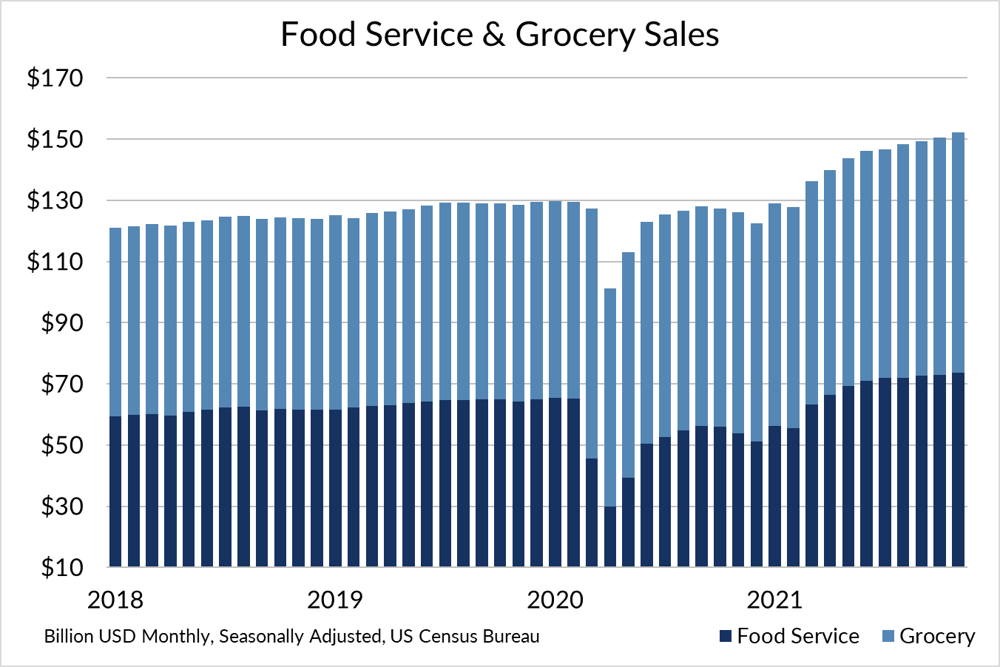 Food Service & Grocery Sales
$170
$150
$130
$110
$90
$70
$50
$30
$10
2018 2019 2020 2021
Billion USD Monthly, Seasonally Adjusted, US Census Bureau
Food Service Grocery